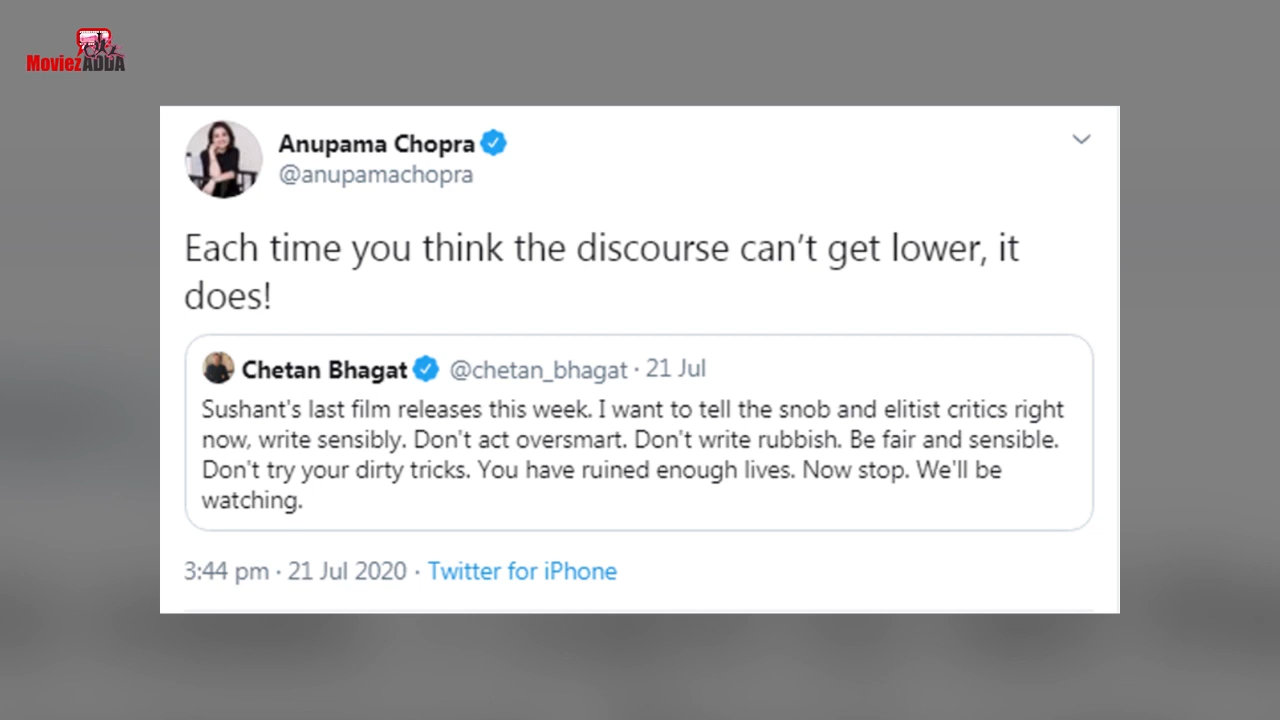 MoviezADDA
Anupama Chopra
@anupamachopra
Each time you think the discourse can't get lower, it
does!
Chetan Bhagat @chetan_bhagat · 21 Jul
Sushant's last film releases this week. I want to tell the snob and elitist critics right
now, write sensibly. Don't act oversmart. Don't write rubbish. Be fair and sensible.
Don't try your dirty tricks. You have ruined enough lives. Now stop. We'll be
watching.
3:44 pm · 21 Jul 2020 · Twitter for iPhone